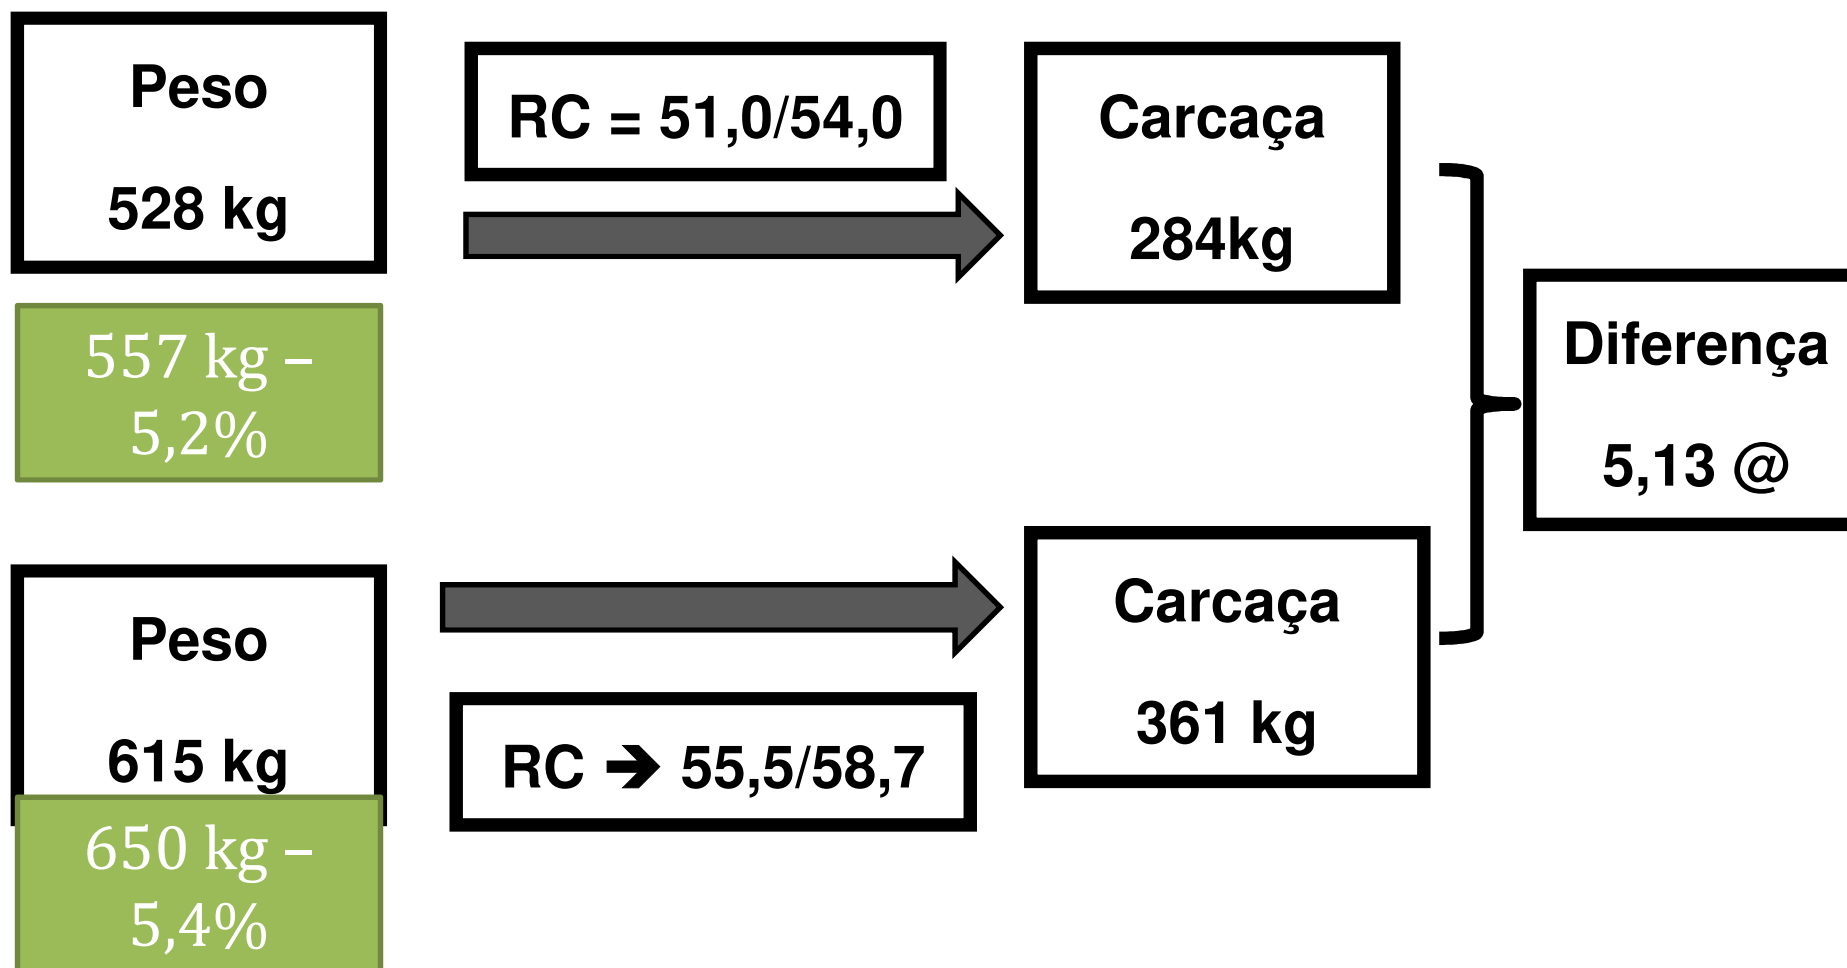 Peso
528 kg
557 kg –
5,2%
RC = 51,0/54,0
Carcaça
284kg
Peso
615 kg
650 kg –
5,4%
RC ➔ 55,5/58,7
Carcaça
361 kg
Diferença
5,13 @